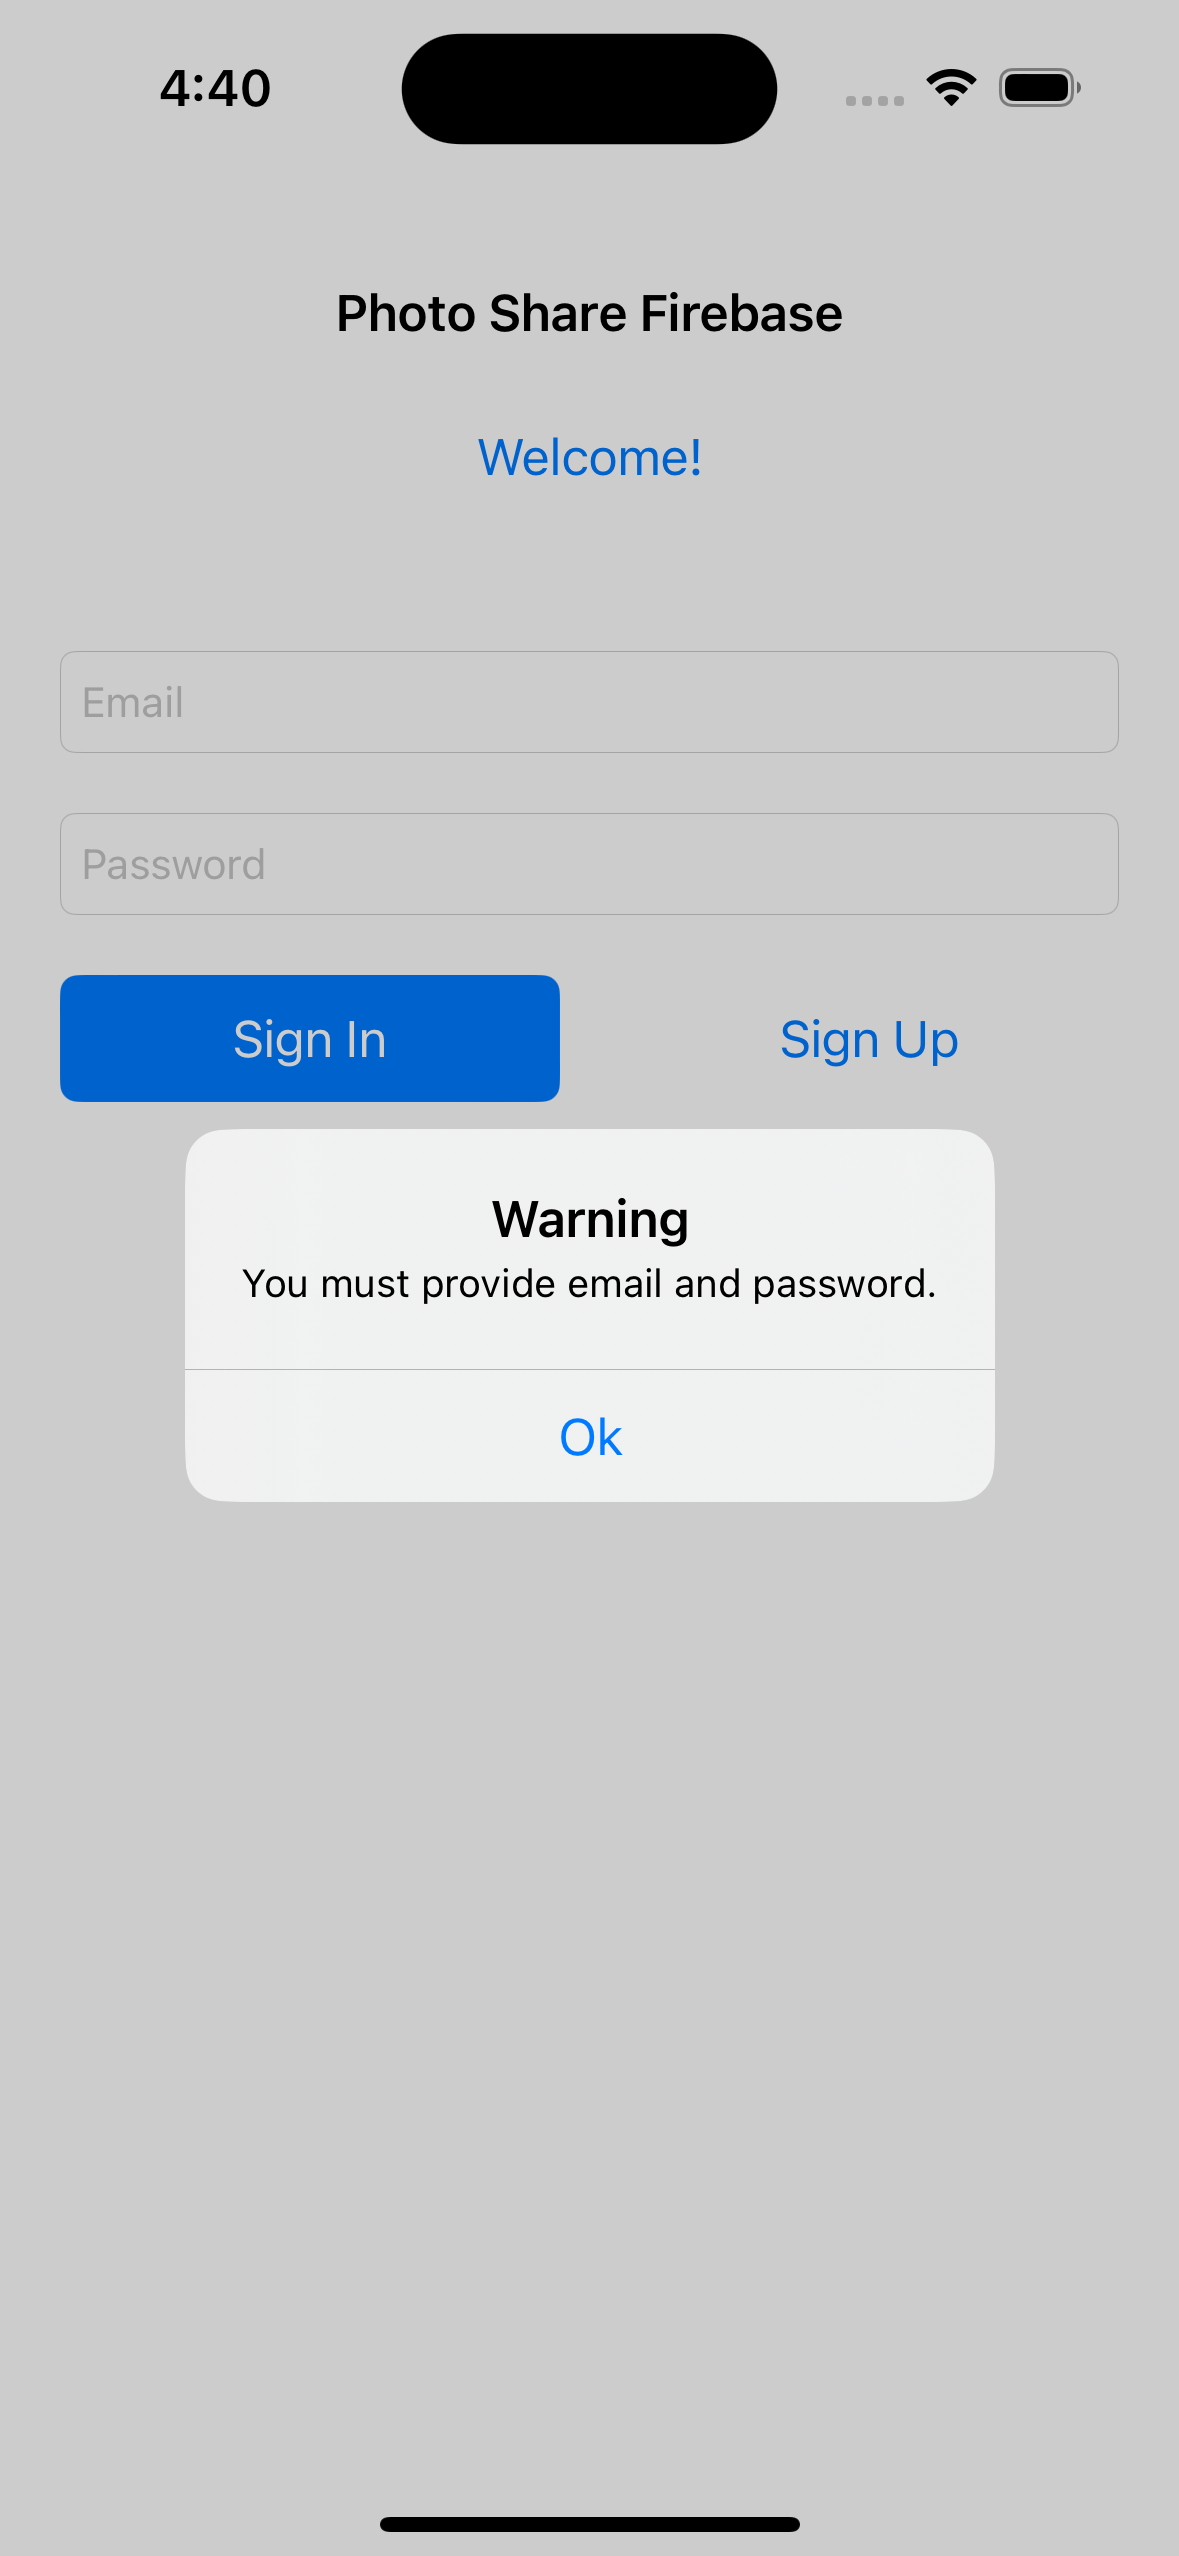 4:40
Photo Share Firebase
Welcome!
Email
Password
Sign In
Sign Up
Warning
You must provide email and password.
Ok